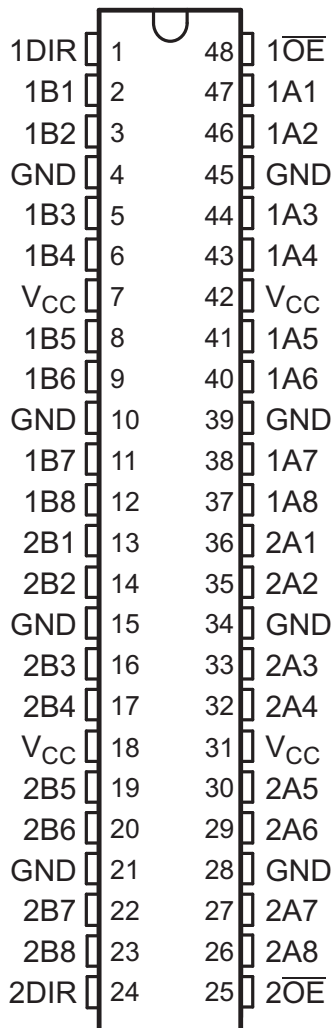 1DIR 1 48 1O̅E̅
1B1 2 47 1A1
1B2 3 46 1A2
GND 4 45 GND
1B3 5 44 1A3
1B4 6 43 1A4
VCC 7 42 VCC
1B5 8 41 1A5
1B6 9 40 1A6
GND 10 39 GND
1B7 11 38 1A7
1B8 12 37 1A8
2B1 13 36 2A1
2B2 14 35 2A2
GND 15 34 GND
2B3 16 33 2A3
2B4 17 32 2A4
VCC 18 31 VCC
2B5 19 30 2A5
2B6 20 29 2A6
GND 21 28 GND
2B7 22 27 2A7
2B8 23 26 2A8
2DIR 24 25 2O̅E̅